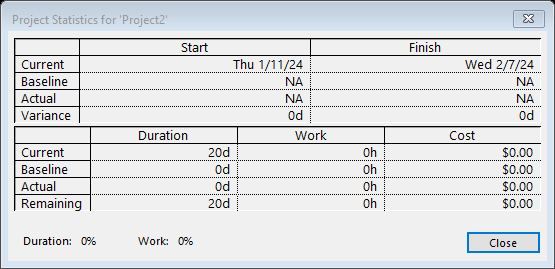 Project Statistics for 'Project2'
Start Finish
Current Thu 1/11/24 Wed 2/7/24
Baseline NA NA
Actual NA NA
Variance 0d 0d
Duration Work Cost
Current 20d 0h $0.00
Baseline 0d 0h $0.00
Actual 0d 0h $0.00
Remaining 20d 0h $0.00
Duration: 0% Work: 0% Close